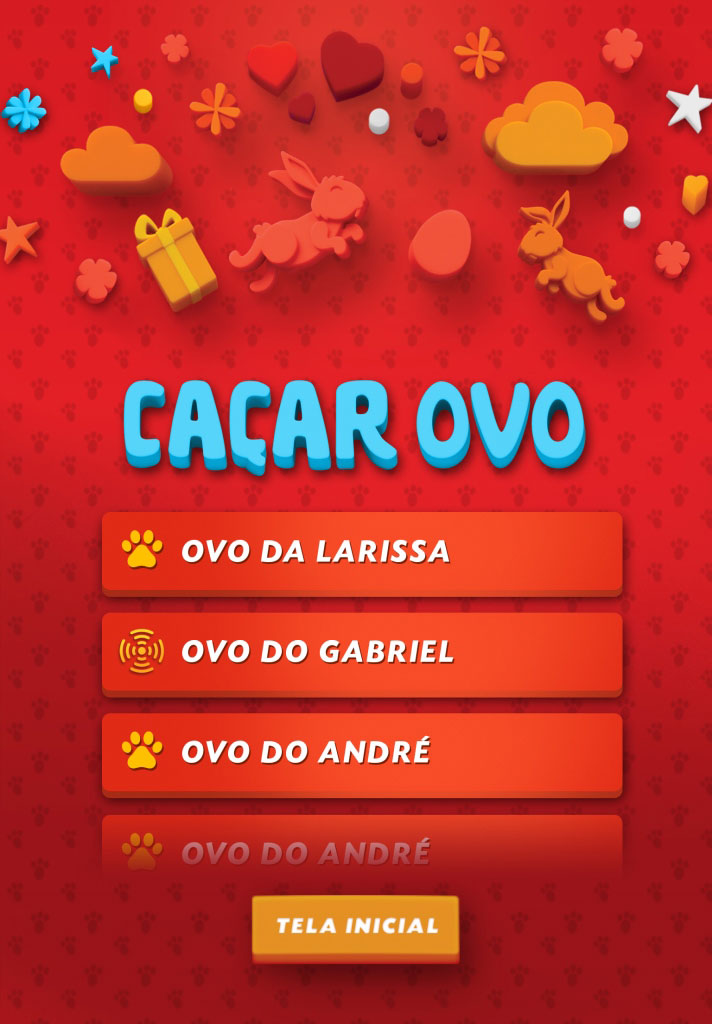 CAÇAR OVO
OVO DA LARISSA
OVO DO GABRIEL
OVO DO ANDRÉ
OVO DO ANDRÉ
TELA INICIAL